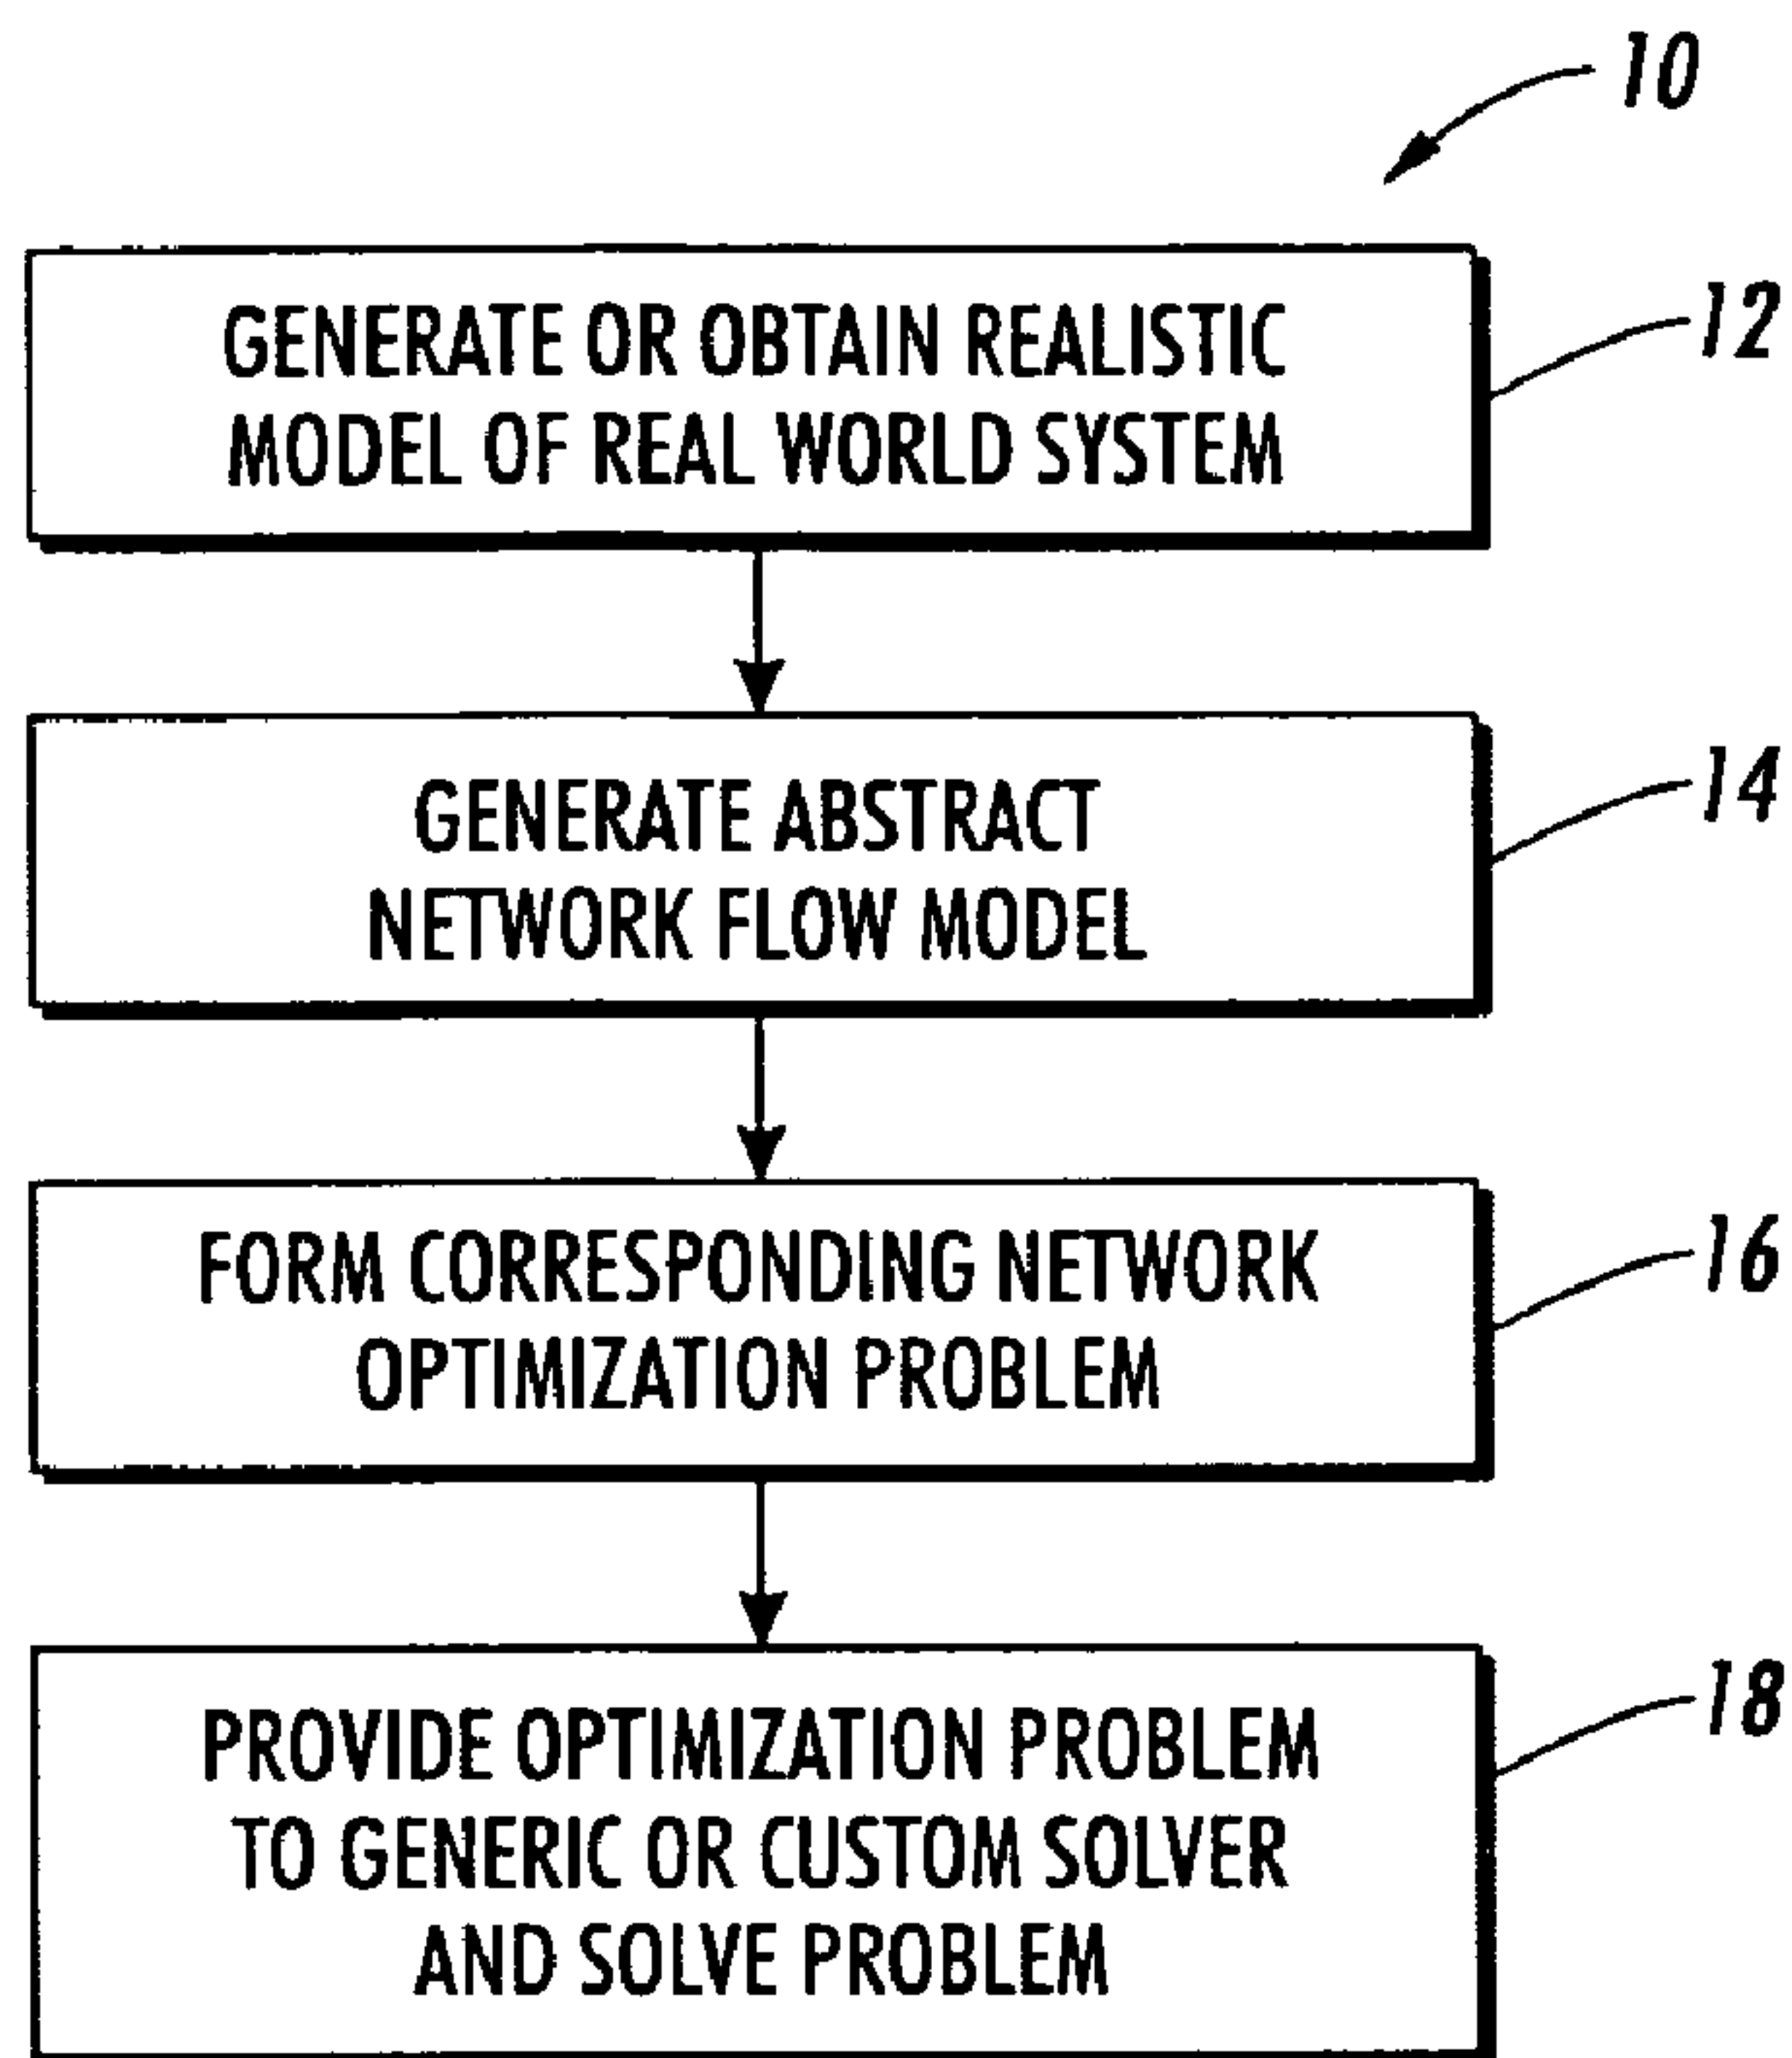 10
GENERATE OR OBTAIN REALISTIC
MODEL OF REAL WORLD SYSTEM
12
GENERATE ABSTRACT
NETWORK FLOW MODEL
14
FORM CORRESPONDING NETWORK
OPTIMIZATION PROBLEM
16
PROVIDE OPTIMIZATION PROBLEM
TO GENERIC OR CUSTOM SOLVER
AND SOLVE PROBLEM
18